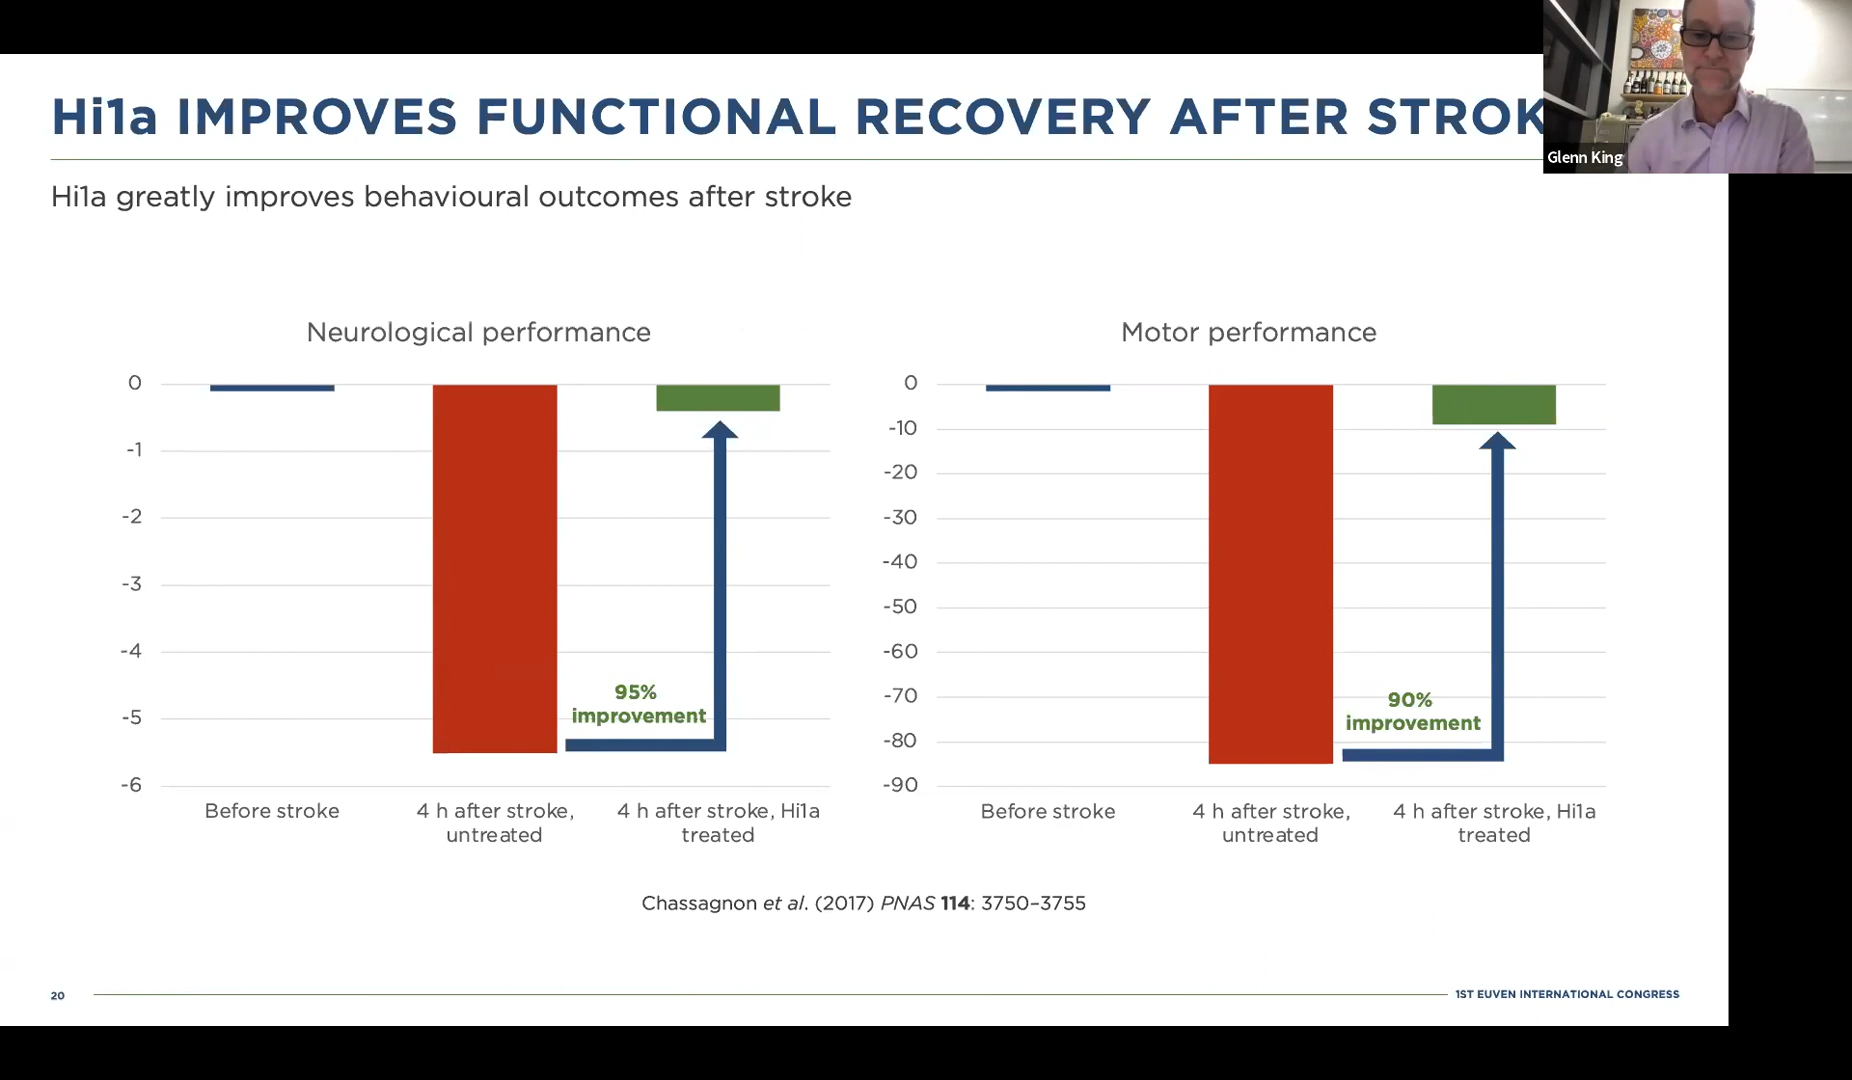 Hi1a IMPROVES FUNCTIONAL RECOVERY AFTER STROK
Glenn King
Hi1a greatly improves behavioural outcomes after stroke
Neurological performance
0
-1
-2
-3
-4
-5
-6
95%
improvement
Before stroke
4 h after stroke,
untreated
4 h after stroke, Hi1a
treated
Motor performance
0
-10
-20
-30
-40
-50
-60
-70
-80
-90
90%
improvement
Before stroke
4 h after stroke,
untreated
4 h after stroke, Hi1a
treated
Chassagnon et al. (2017) PNAS 114: 3750–3755
20
1ST EUVEN INTERNATIONAL CONGRESS